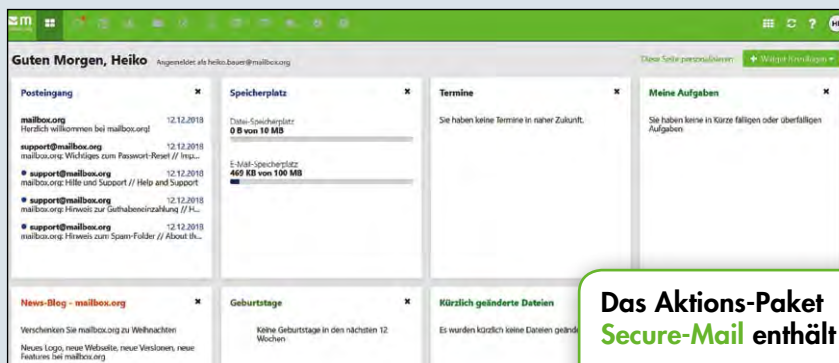 m
?
Guten Morgen, Heiko Angemeldet als heiko.bauer@mailbox.org
Diese Seite personalisieren
+ Widget hinzufügen
Posteingang
mailbox.org 12.12.2018
Herzlich willkommen bei mailbox.org!
support@mailbox.org 12.12.2018
mailbox.org: Wichtiges zum Passwort-Reset // Imp...
support@mailbox.org 12.12.2018
mailbox.org: Hilfe und Support // Help and Support
support@mailbox.org 12.12.2018
mailbox.org: Hinweis zur Guthabeneinzahlung // H...
support@mailbox.org 12.12.2018
mailbox.org: Hinweis zum Spam-Folder // About th...
Speicherplatz
Datei-Speicherplatz
0 B von 10 MB
E-Mail-Speicherplatz
469 KB von 100 MB
Termine
Sie haben keine Termine in naher Zukunft.
Meine Aufgaben
Sie haben keine in Kürze fälligen oder überfälligen
Aufgaben
News-Blog - mailbox.org
Verschenken Sie mailbox.org zu Weihnachten
Neues Logo, neue Webseite, neue Versionen, neue
Features bei mailbox.org
Geburtstage
Keine Geburtstage in den nächsten 12
Wochen
Kürzlich geänderte Dateien
Es wurden kürzlich keine Dateien geände
Das Aktions-Paket
Secure-Mail enthält